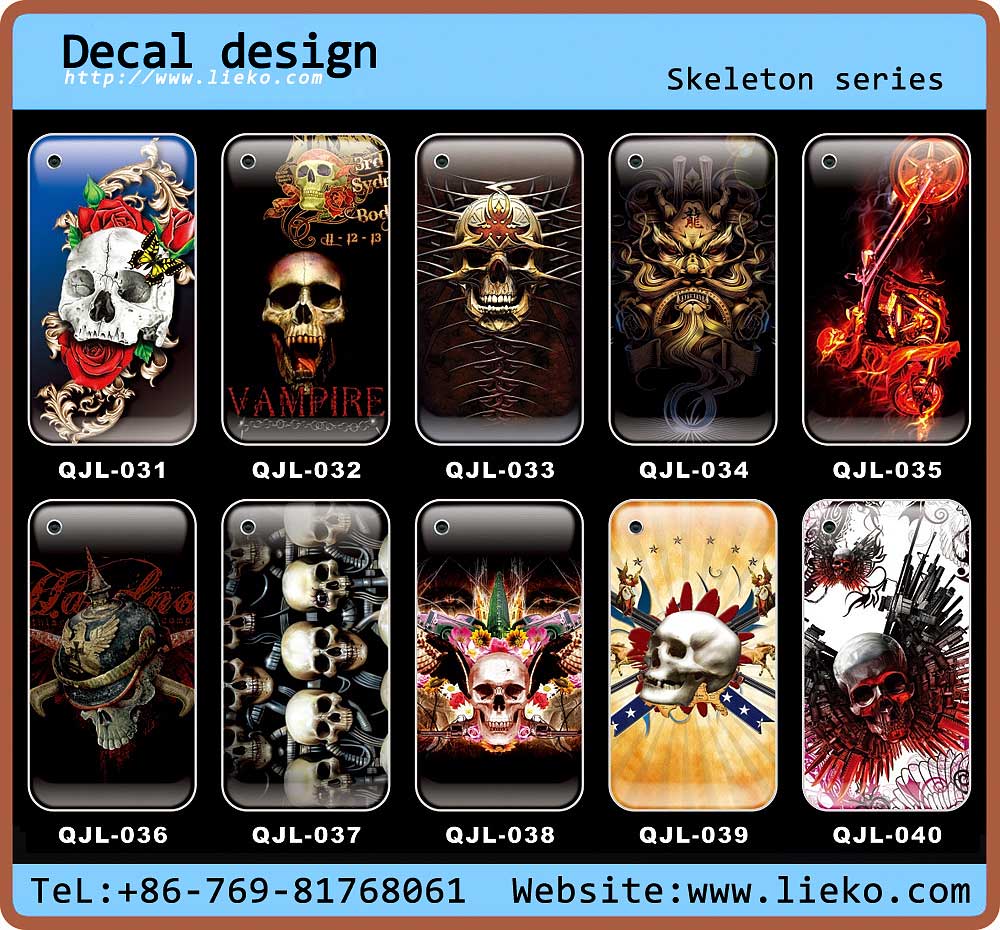 Decal design
http://www.lieko.com
Skeleton series
3rd
Syd
Bod
11 - 12 - 13
VAMPIRE
龍
QJL-031 QJL-032 QJL-033 QJL-034 QJL-035
QJL-036 QJL-037 QJL-038 QJL-039 QJL-040
TeL:+86-769-81768061 Website:www.lieko.com